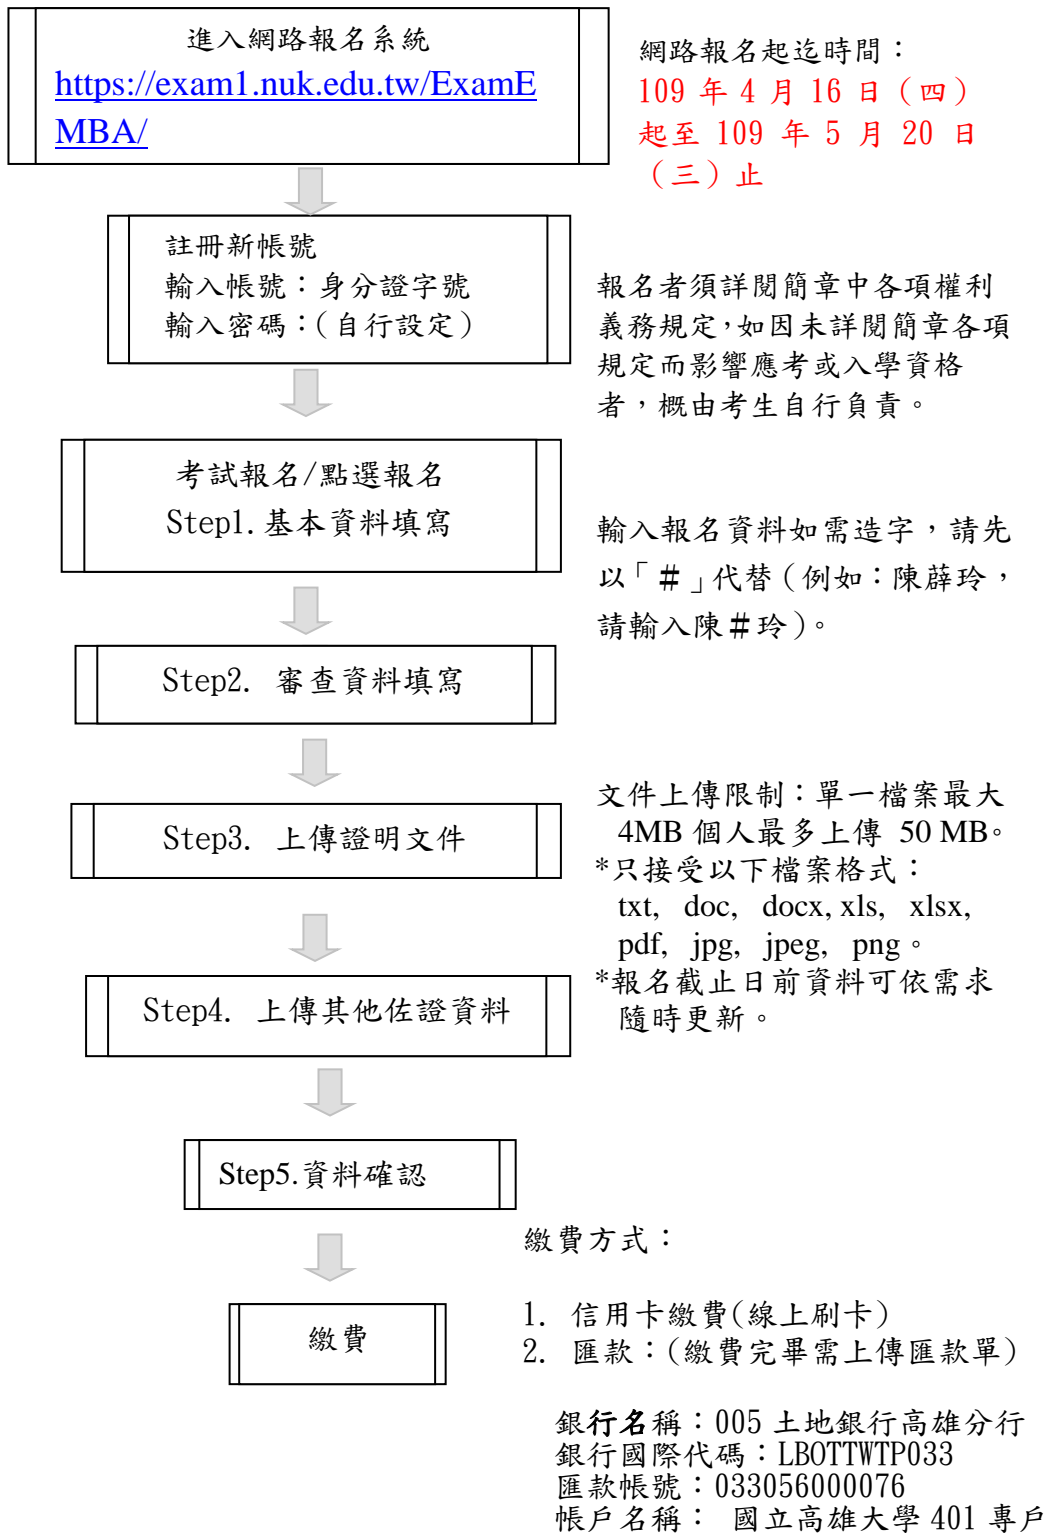 進入網路報名系統
https://exam1.nuk.edu.tw/ExamE
MBA/
網路報名起迄時間：
109 年 4 月 16 日（四）
起至 109 年 5 月 20 日
（三）止
註冊新帳號
輸入帳號：身分證字號
輸入密碼：(自行設定)
報名者須詳閱簡章中各項權利
義務規定，如因未詳閱簡章各項
規定而影響應考或入學資格
者，概由考生自行負責。
考試報名/點選報名
Step1.基本資料填寫
輸入報名資料如需造字，請先
以「＃」代替（例如：陳薜玲，
請輸入陳＃玲）。
Step2. 審查資料填寫
Step3. 上傳證明文件
文件上傳限制：單一檔案最大
4MB 個人最多上傳 50 MB。
*只接受以下檔案格式：
txt, doc, docx, xls, xlsx,
pdf, jpg, jpeg, png。
*報名截止日前資料可依需求
隨時更新。
Step4. 上傳其他佐證資料
Step5.資料確認
繳費
繳費方式：
1. 信用卡繳費(線上刷卡)
2. 匯款：(繳費完畢需上傳匯款單)
銀行名稱：005 土地銀行高雄分行
銀行國際代碼：LBOTTWTP033
匯款帳號：033056000076
帳戶名稱： 國立高雄大學 401 專戶